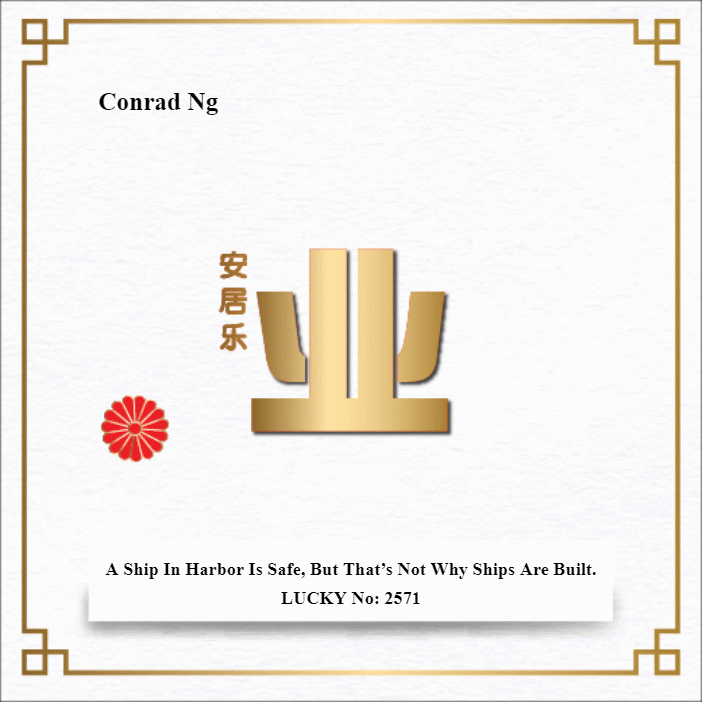 Conrad Ng
安居乐
业
A Ship In Harbor Is Safe, But That’s Not Why Ships Are Built.
LUCKY No: 2571